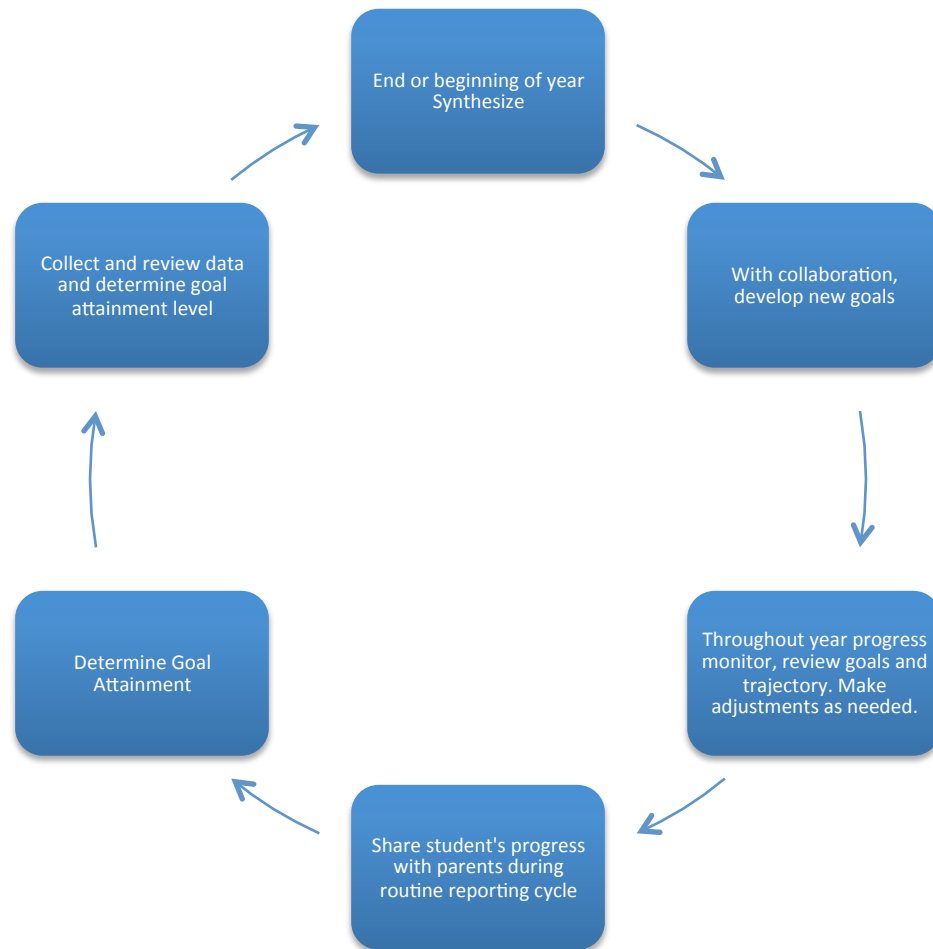 End or beginning of year
Synthesize
With collaboration,
develop new goals
Throughout year progress
monitor, review goals and
trajectory. Make
adjustments as needed.
Share student's progress
with parents during
routine reporting cycle
Determine Goal
Attainment
Collect and review data
and determine goal
attainment level